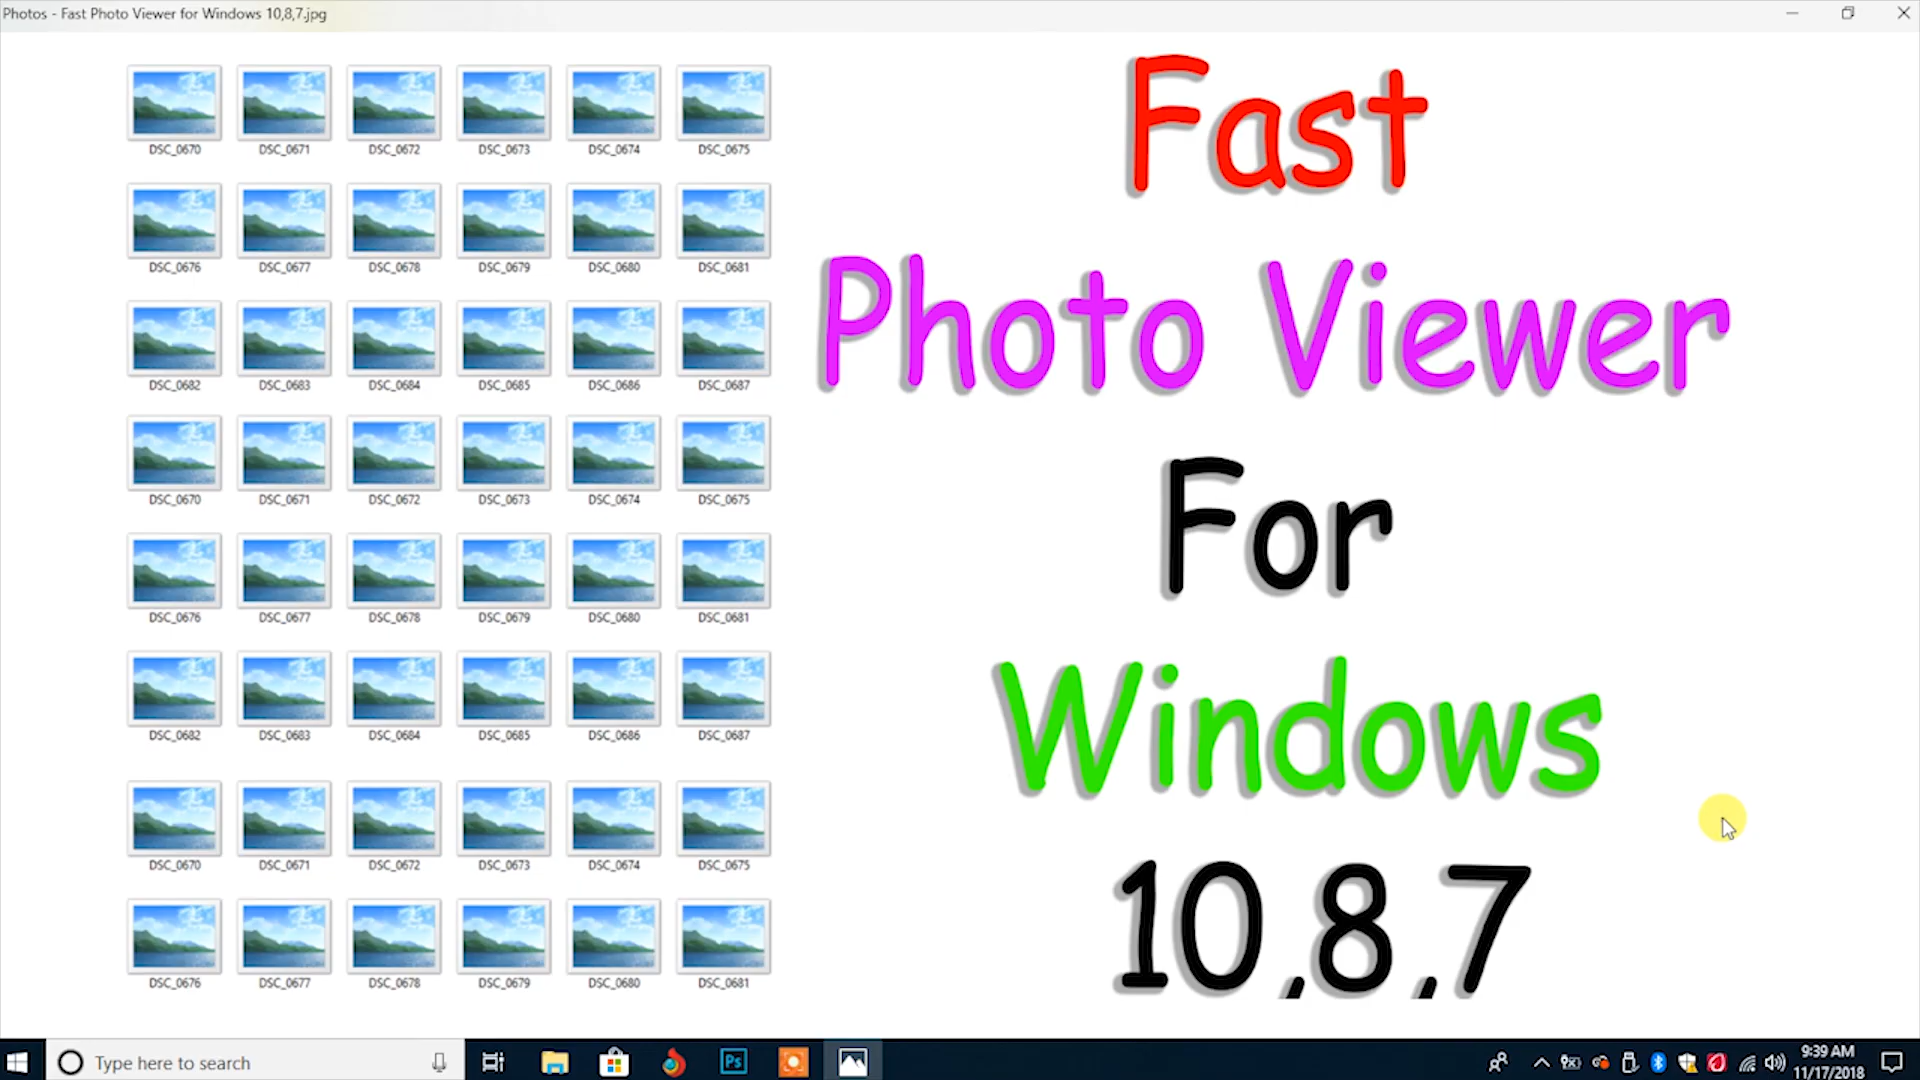 Photos - Fast Photo Viewer for Windows 10,8,7.jpg
DSC_0670 DSC_0671 DSC_0672 DSC_0673 DSC_0674 DSC_0675
DSC_0676 DSC_0677 DSC_0678 DSC_0679 DSC_0680 DSC_0681
DSC_0682 DSC_0683 DSC_0684 DSC_0685 DSC_0686 DSC_0687
DSC_0670 DSC_0671 DSC_0672 DSC_0673 DSC_0674 DSC_0675
DSC_0676 DSC_0677 DSC_0678 DSC_0679 DSC_0680 DSC_0681
DSC_0682 DSC_0683 DSC_0684 DSC_0685 DSC_0686 DSC_0687
DSC_0670 DSC_0671 DSC_0672 DSC_0673 DSC_0674 DSC_0675
DSC_0676 DSC_0677 DSC_0678 DSC_0679 DSC_0680 DSC_0681
Fast
Photo Viewer
For
Windows
10,8,7
Type here to search
Ps
9:39 AM
11/17/2018